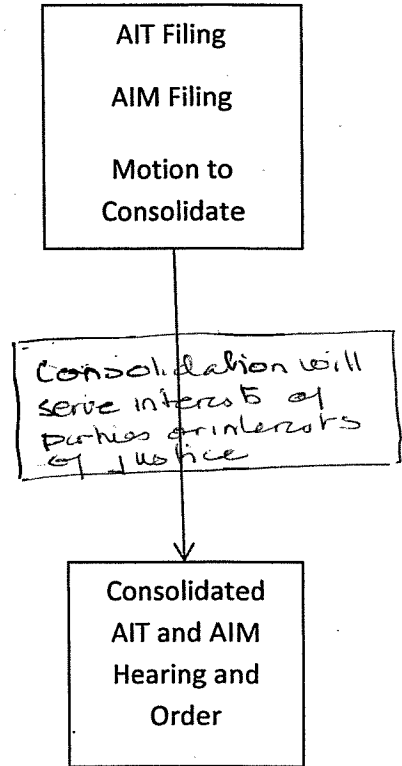 AIT Filing
AIM Filing
Motion to
Consolidate
Consolidation will
serve interests of
parties or interests
of justice
Consolidated
AIT and AIM
Hearing and
Order